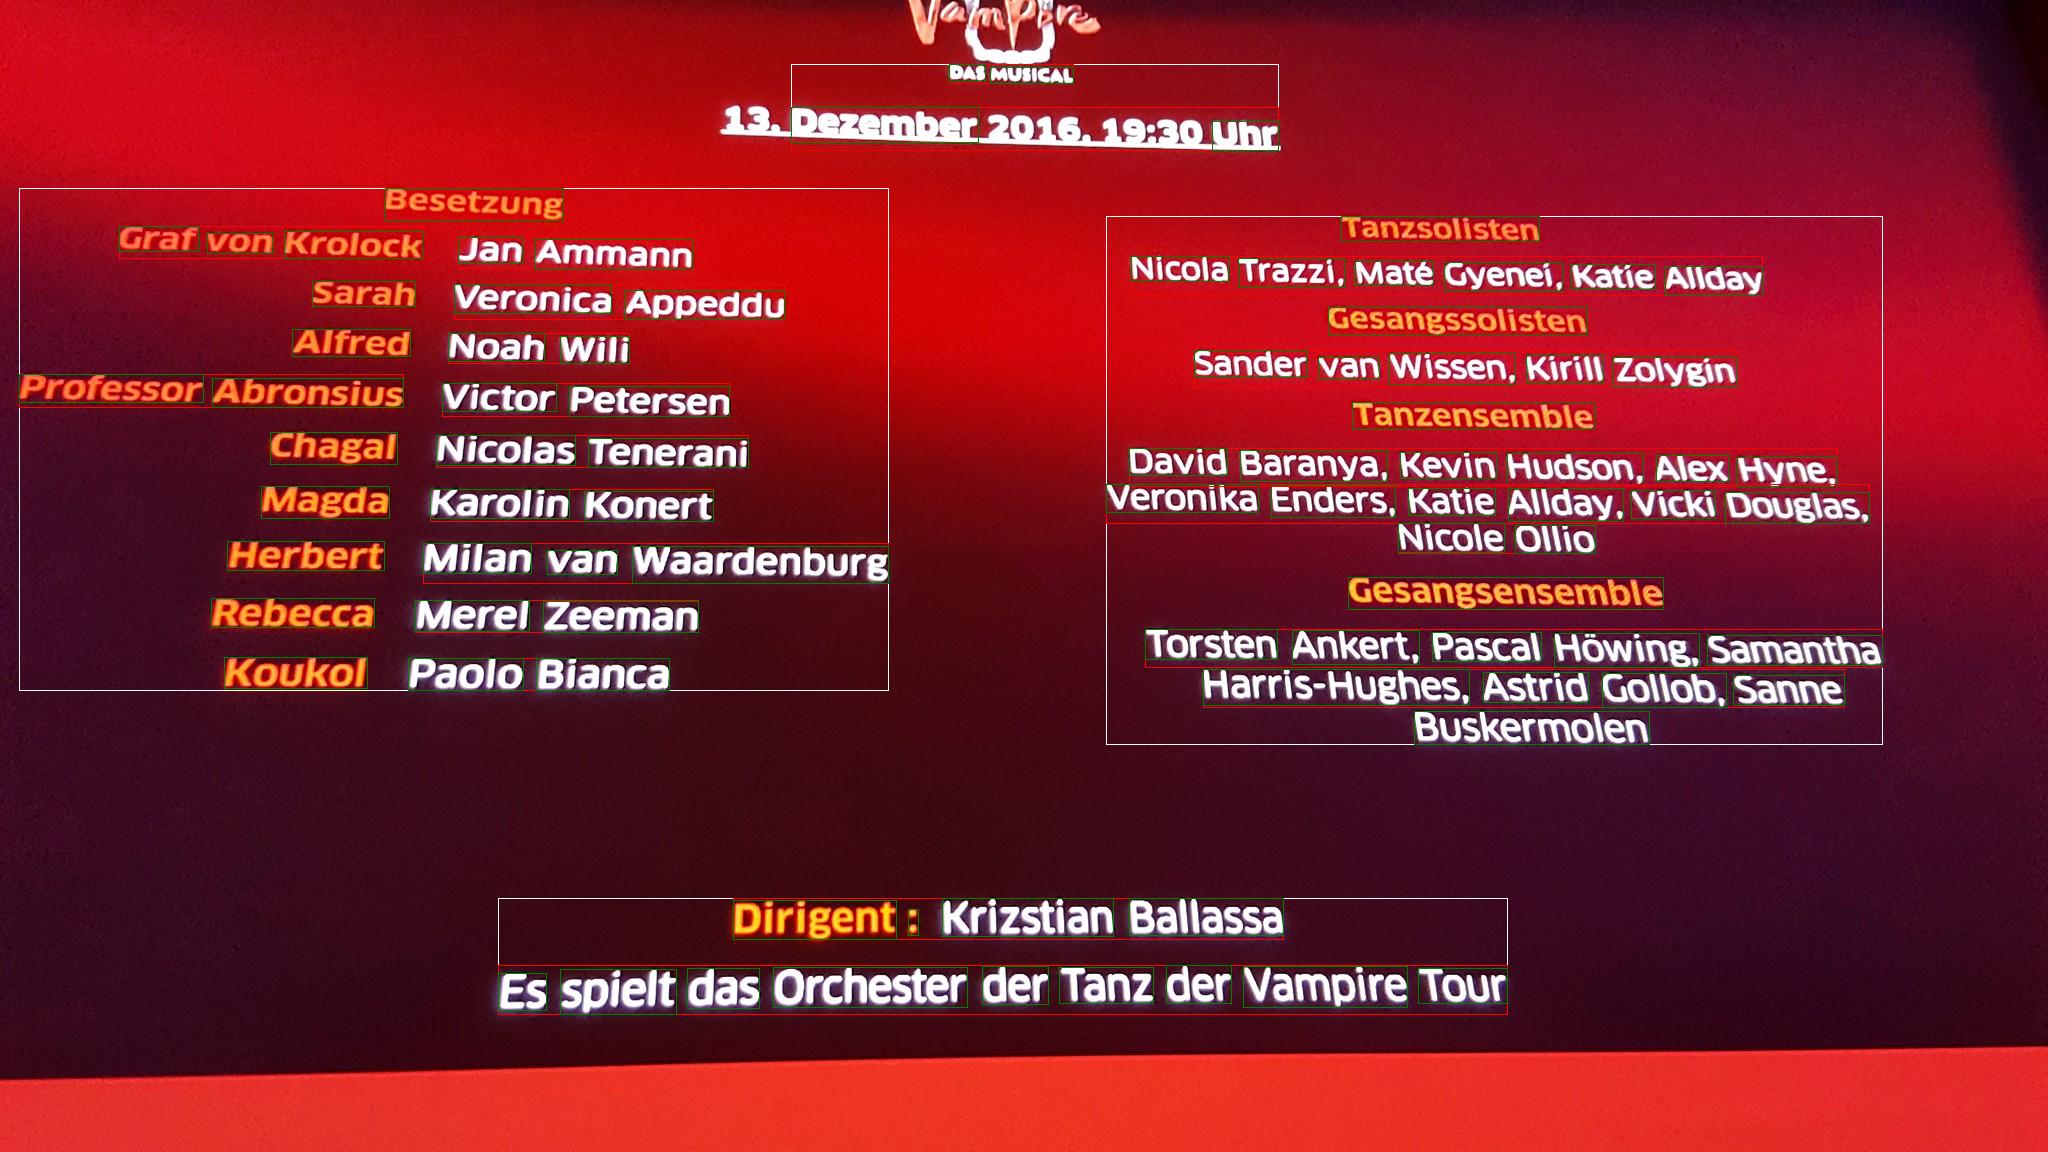 Vampire
DAS MUSICAL
13. Dezember 2016, 19:30 Uhr
Besetzung
Graf von Krolock Jan Ammann
Sarah Veronica Appeddu
Alfred Noah Wili
Professor Abronsius Victor Petersen
Chagal Nicolas Tenerani
Magda Karolin Konert
Herbert Milan van Waardenburg
Rebecca Merel Zeeman
Koukol Paolo Bianca
Tanzsolisten
Nicola Trazzi, Maté Gyenei, Katie Allday
Gesangssolisten
Sander van Wissen, Kirill Zolygin
Tanzensemble
David Baranya, Kevin Hudson, Alex Hyne,
Veronika Enders, Katie Allday, Vicki Douglas,
Nicole Ollio
Gesangsensemble
Torsten Ankert, Pascal Höwing, Samantha
Harris-Hughes, Astrid Gollob, Sanne
Buskermolen
Dirigent : Krizstian Ballassa
Es spielt das Orchester der Tanz der Vampire Tour